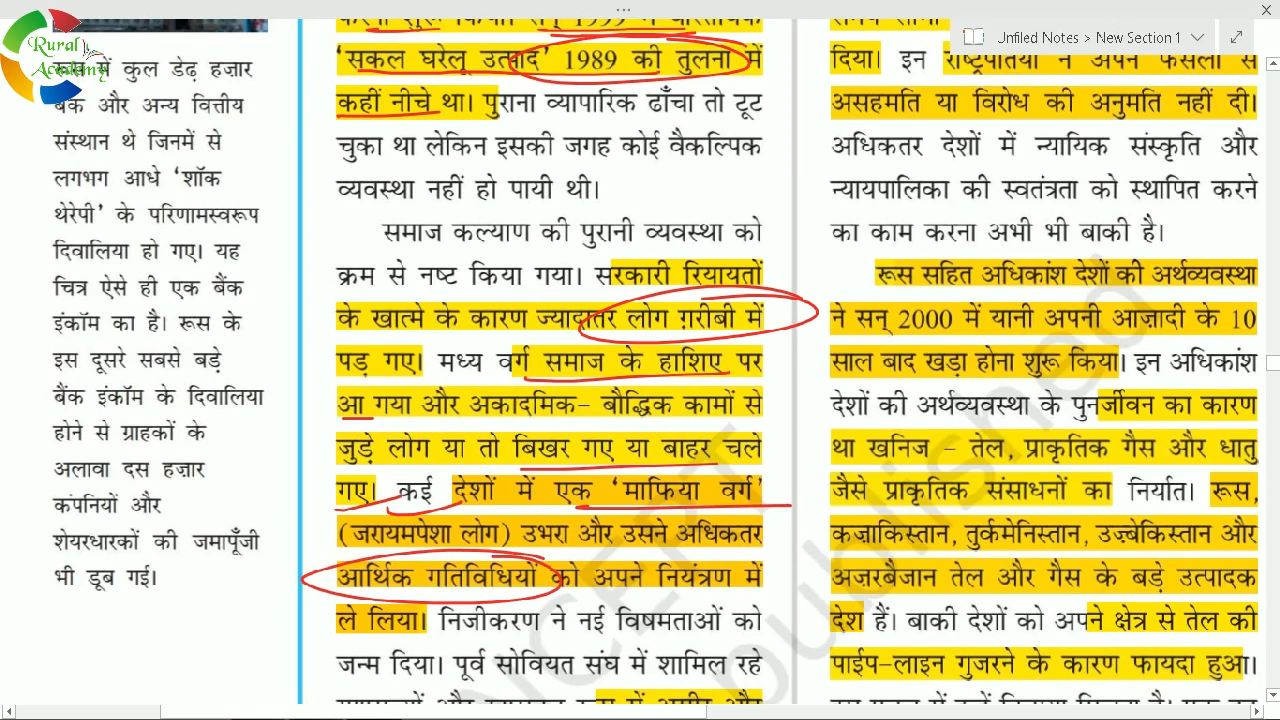 Rural
Academy
Unfiled Notes > New Section 1
रूस में कुल डेढ़ हज़ार
बैंक और अन्य वित्तीय
संस्थान थे जिनमें से
लगभग आधे ‘शॉक
थेरेपी’ के परिणामस्वरूप
दिवालिया हो गए। यह
चित्र ऐसे ही एक बैंक
इंकॉम का है। रूस के
इस दूसरे सबसे बड़े
बैंक इंकॉम के दिवालिया
होने से ग्राहकों के
अलावा दस हज़ार
कंपनियों और
शेयरधारकों की जमापूँजी
भी डूब गई।
‘सकल घरेलू उत्पाद’ 1989 की तुलना में
कहीं नीचे था। पुराना व्यापारिक ढाँचा तो टूट
चुका था लेकिन इसकी जगह कोई वैकल्पिक
व्यवस्था नहीं हो पायी थी।
समाज कल्याण की पुरानी व्यवस्था को
क्रम से नष्ट किया गया। सरकारी रियायतों
के खात्मे के कारण ज्यादातर लोग ग़रीबी में
पड़ गए। मध्य वर्ग समाज के हाशिए पर
आ गया और अकादमिक- बौद्धिक कामों से
जुड़े लोग या तो बिखर गए या बाहर चले
गए। कई देशों में एक ‘माफिया वर्ग’
(जरायमपेशा लोग) उभरा और उसने अधिकतर
आर्थिक गतिविधियों को अपने नियंत्रण में
ले लिया। निजीकरण ने नई विषमताओं को
जन्म दिया। पूर्व सोवियत संघ में शामिल रहे
दिया। इन राष्ट्रपतियों ने अपने फैसलों से
असहमति या विरोध की अनुमति नहीं दी।
अधिकतर देशों में न्यायिक संस्कृति और
न्यायपालिका की स्वतंत्रता को स्थापित करने
का काम करना अभी भी बाकी है।
रूस सहित अधिकांश देशों की अर्थव्यवस्था
ने सन् 2000 में यानी अपनी आज़ादी के 10
साल बाद खड़ा होना शुरू किया। इन अधिकांश
देशों की अर्थव्यवस्था के पुनर्जीवन का कारण
था खनिज - तेल, प्राकृतिक गैस और धातु
जैसे प्राकृतिक संसाधनों का निर्यात। रूस,
कज़ाकिस्तान, तुर्कमेनिस्तान, उज़्बेकिस्तान और
अज़रबैजान तेल और गैस के बड़े उत्पादक
देश हैं। बाकी देशों को अपने क्षेत्र से तेल की
पाईप-लाइन गुजरने के कारण फायदा हुआ।